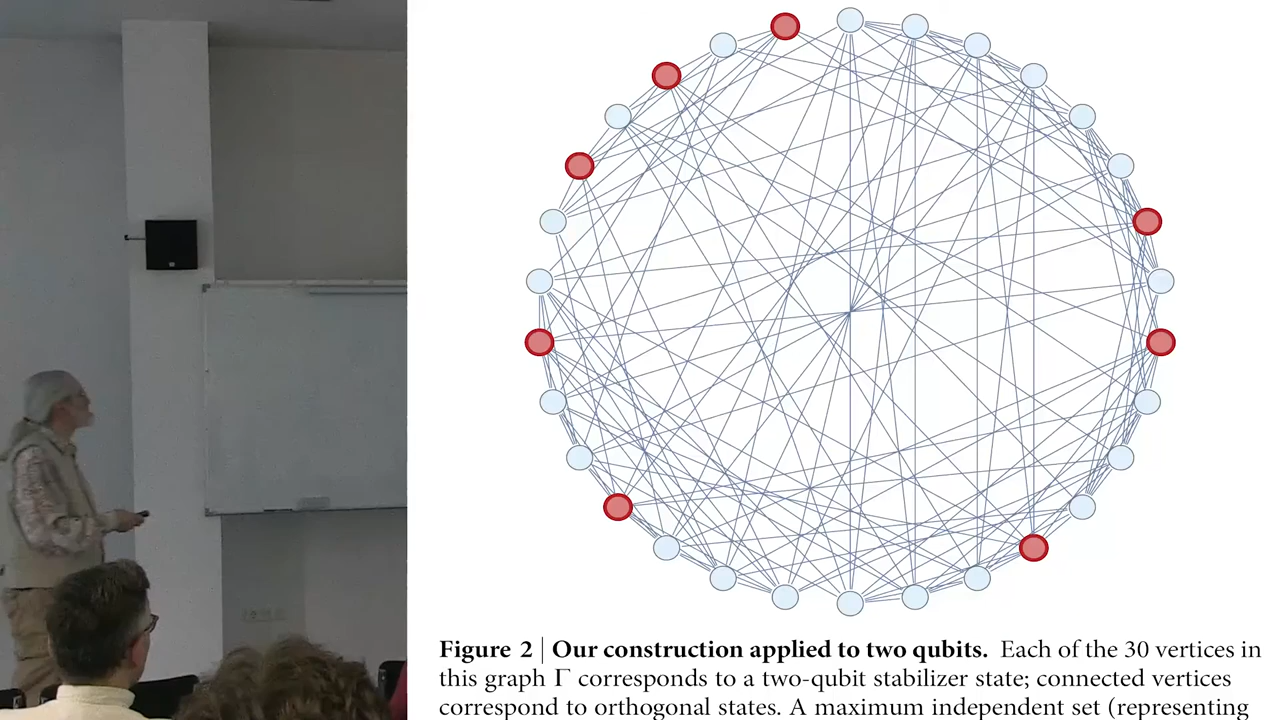 Figure 2 | Our construction applied to two qubits. Each of the 30 vertices in
this graph Γ corresponds to a two-qubit stabilizer state; connected vertices
correspond to orthogonal states. A maximum independent set (representing